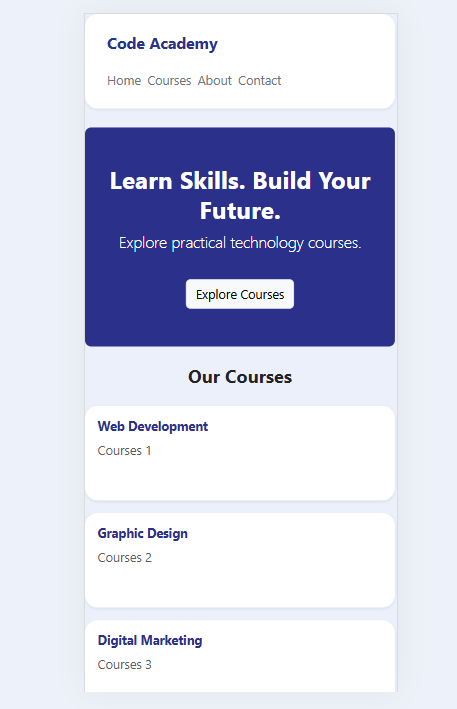 Code Academy
Home Courses About Contact
Learn Skills. Build Your
Future.
Explore practical technology courses.
Explore Courses
Our Courses
Web Development
Courses 1
Graphic Design
Courses 2
Digital Marketing
Courses 3